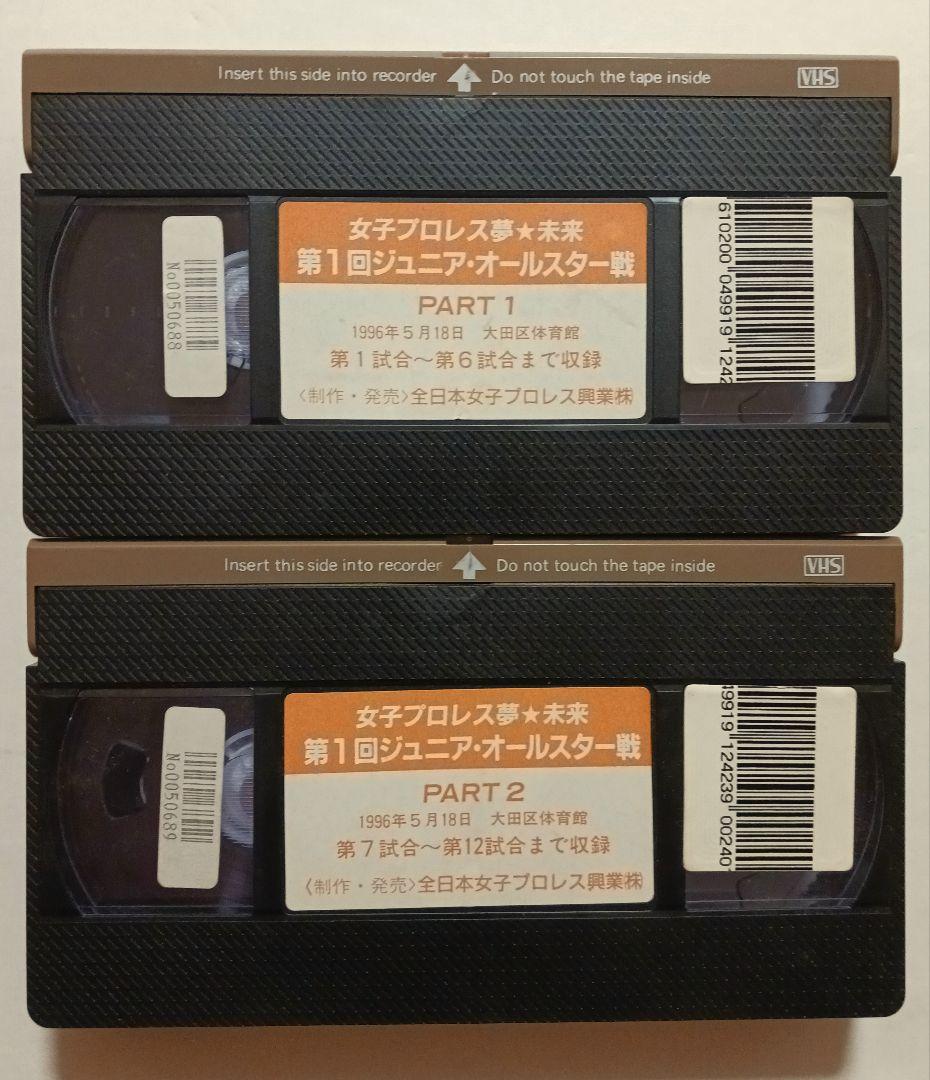 Insert this side into recorder Do not touch the tape inside VHS
女子プロレス夢★未来
第1回ジュニア・オールスター戦
PART 1
1996年5月18日 大田区体育館
第1試合〜第6試合まで収録
〈制作・発売〉全日本女子プロレス興業㈱
No0050688
610200 049919 1242
Insert this side into recorder Do not touch the tape inside VHS
女子プロレス夢★未来
第1回ジュニア・オールスター戦
PART 2
1996年5月18日 大田区体育館
第7試合〜第12試合まで収録
〈制作・発売〉全日本女子プロレス興業㈱
No0050689
49919 124239 00240